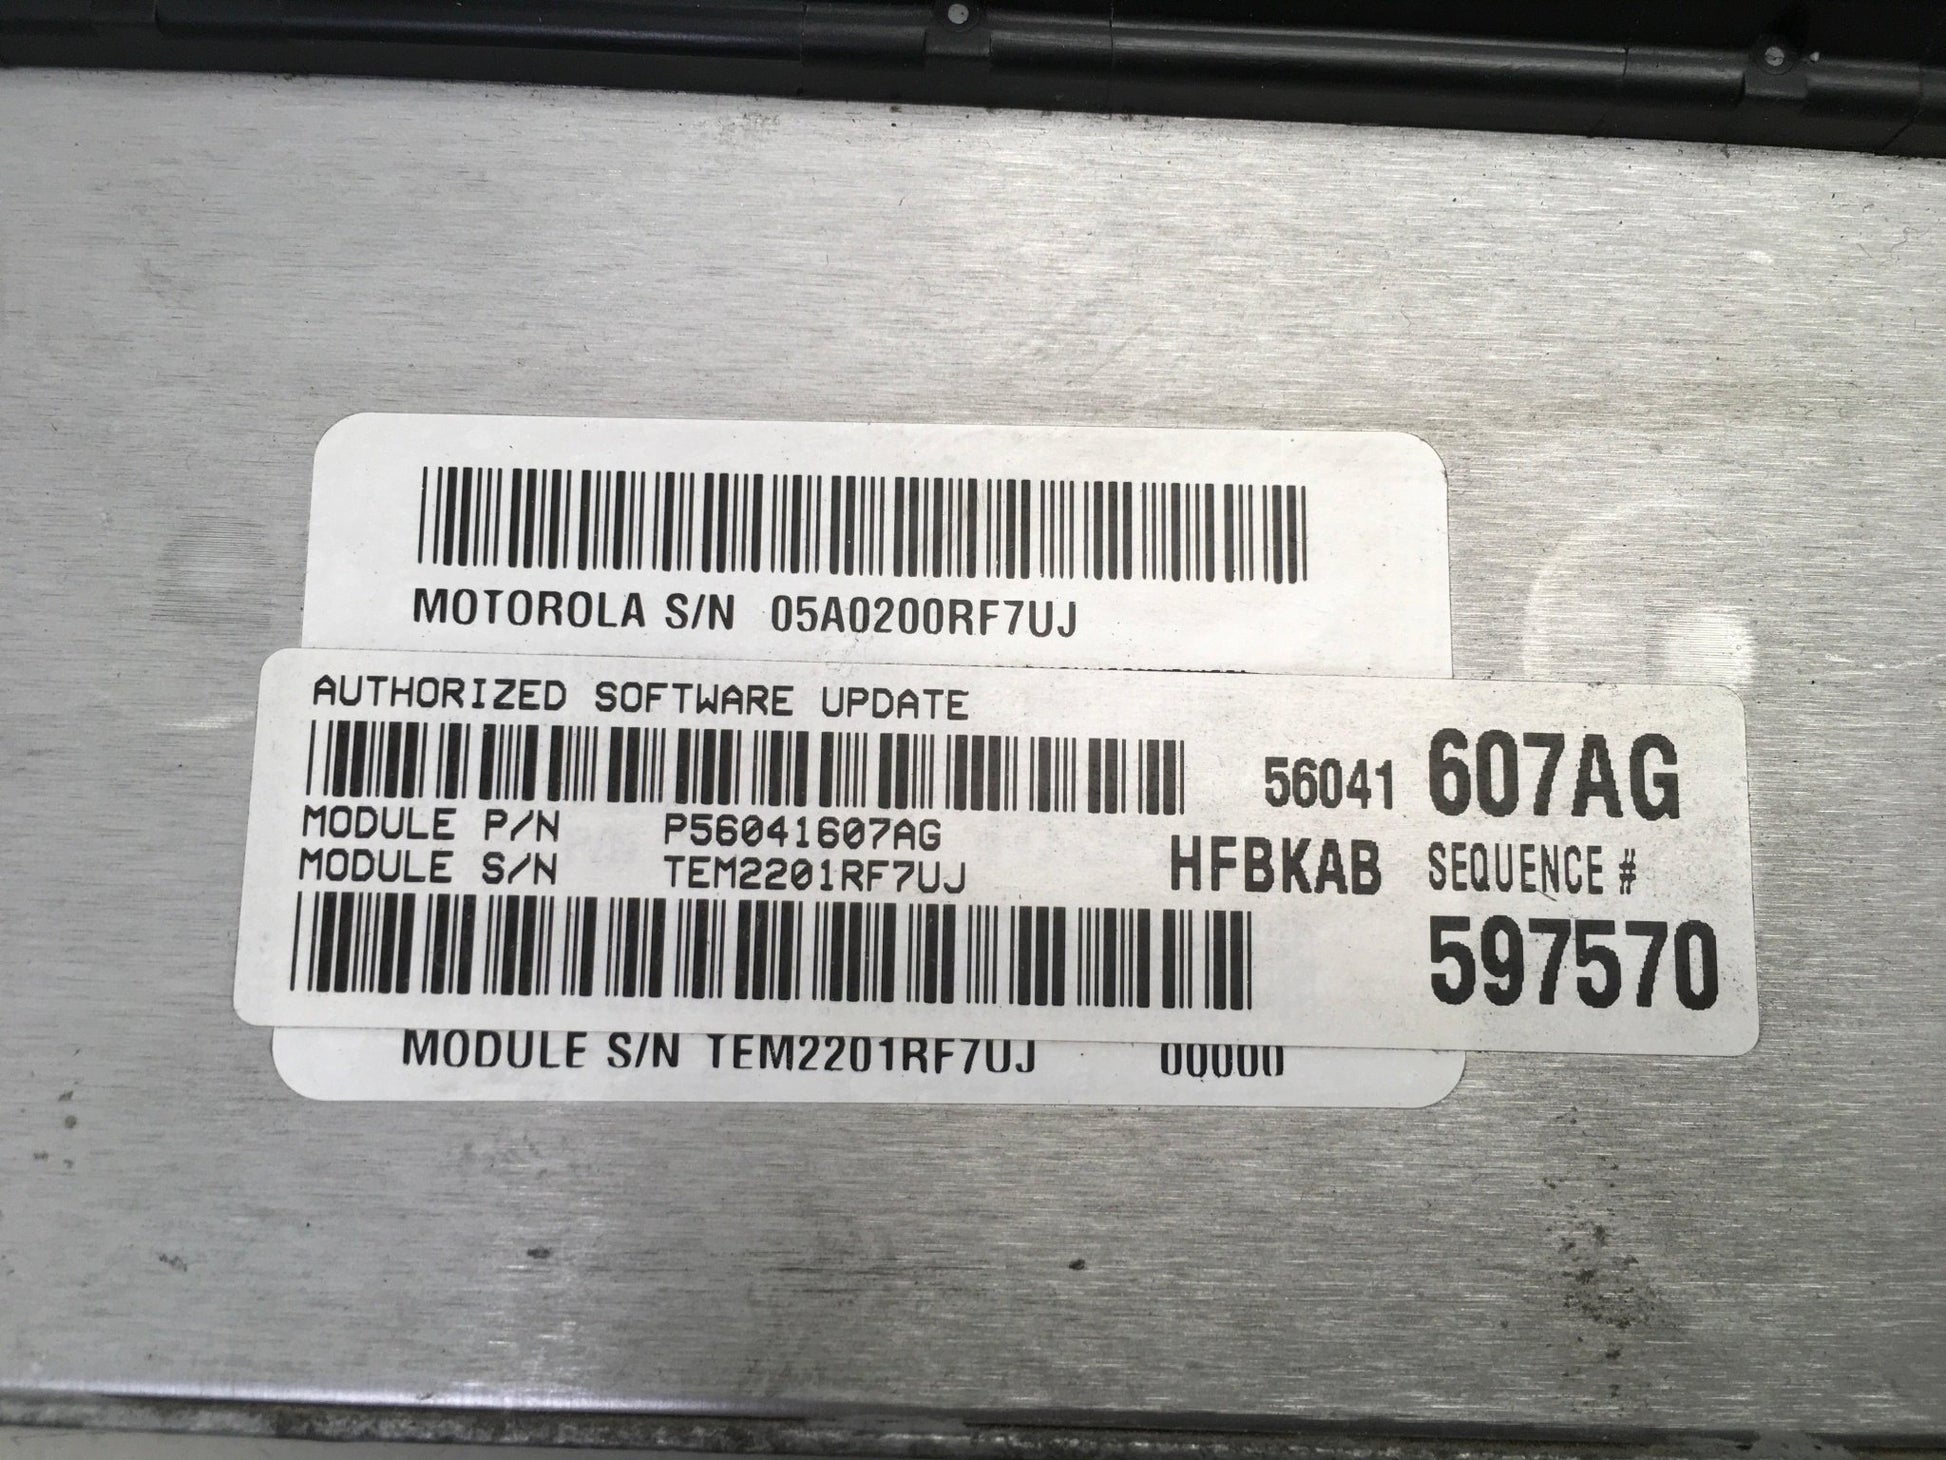 MOTOROLA S/N 05A0200RF7UJ
AUTHORIZED SOFTWARE UPDATE
56041 607AG
MODULE P/N P56041607AG
MODULE S/N TEM2201RF7UJ
HFBKAB SEQUENCE #
597570
MODULE S/N TEM2201RF7UJ 00000